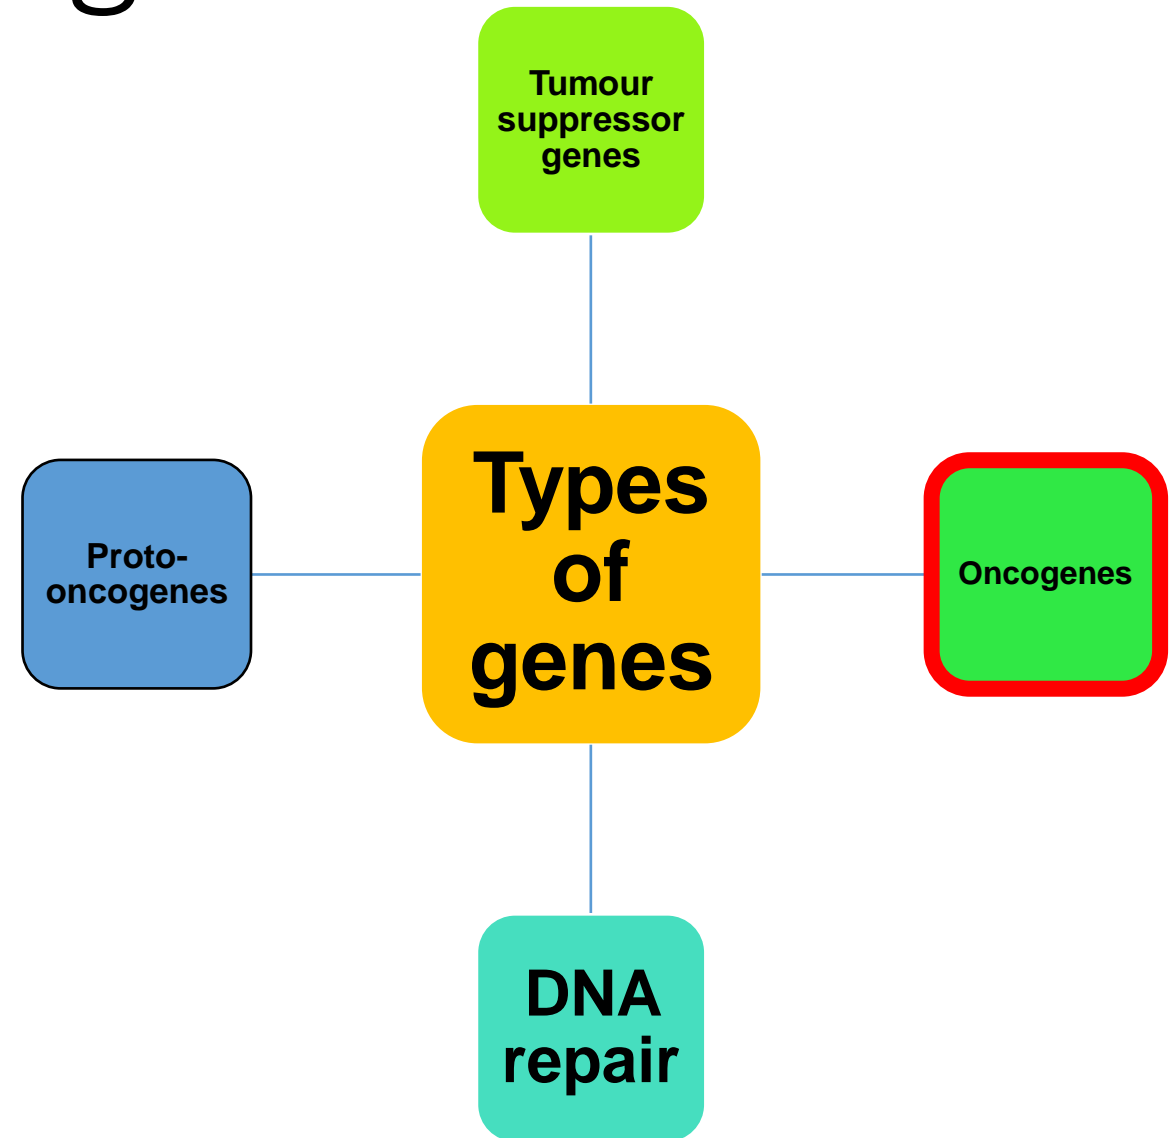 g
Tumour
suppressor
genes
Proto-
oncogenes
Types
of
genes
Oncogenes
DNA
repair